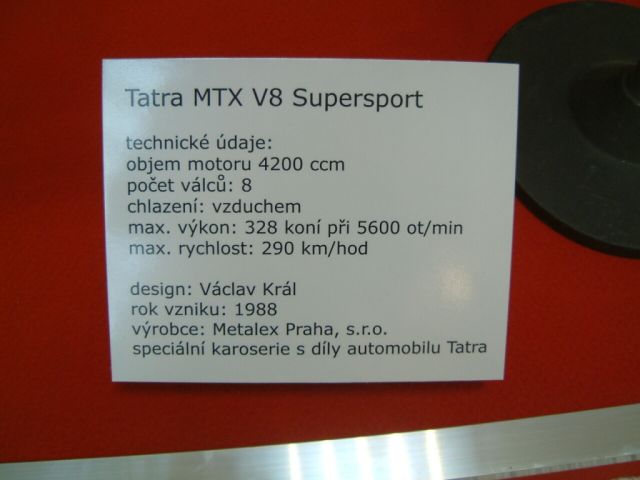 Tatra MTX V8 Supersport
technické údaje:
objem motoru 4200 ccm
počet válců: 8
chlazení: vzduchem
max. výkon: 328 koní při 5600 ot/min
max. rychlost: 290 km/hod
design: Václav Král
rok vzniku: 1988
výrobce: Metalex Praha, s.r.o.
speciální karoserie s díly automobilu Tatra